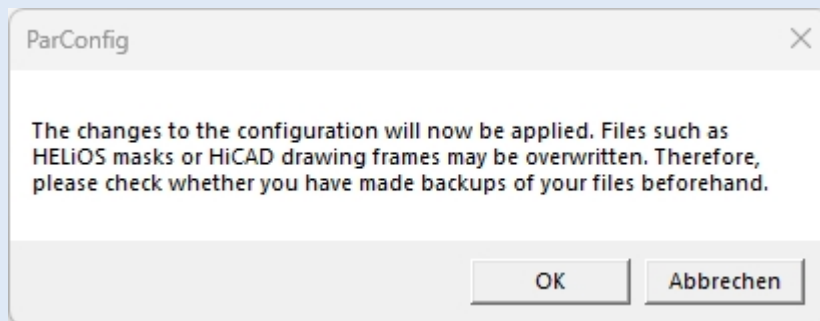 ParConfig
The changes to the configuration will now be applied. Files such as
HELiOS masks or HiCAD drawing frames may be overwritten. Therefore,
please check whether you have made backups of your files beforehand.
OK
Abbrechen